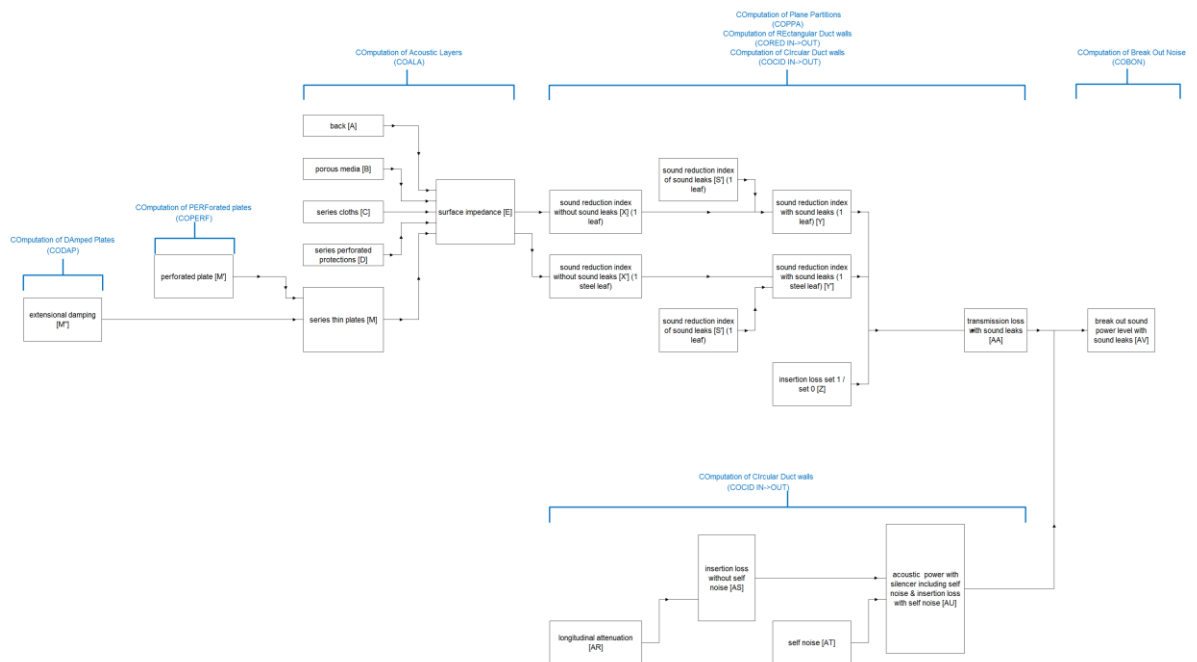 COmputation of Plane Partitions
(COPPA)
COmputation of REctangular Duct walls
(CORED IN->OUT)
COmputation of CIrcular Duct walls
(COCID IN->OUT)
COmputation of Acoustic Layers
(COALA)
COmputation of Break Out Noise
(COBON)
back [A]
porous media [B]
series cloths [C]
series perforated
protections [D]
surface impedance [E]
sound reduction index
without sound leaks [X] (1
leaf)
sound reduction index
of sound leaks [S'] (1
leaf)
sound reduction index
with sound leaks (1
leaf) [Y]
COmputation of PERForated plates
(COPERF)
perforated plate [M']
COmputation of DAmped Plates
(CODAP)
extensional damping
[M'']
series thin plates [M]
sound reduction index
without sound leaks [X'] (1
steel leaf)
sound reduction index
with sound leaks (1
steel leaf) [Y']
sound reduction index
of sound leaks [S'] (1
leaf)
transmission loss
with sound leaks
[AA]
break out sound
power level with
sound leaks [AV]
insertion loss set 1 /
set 0 [Z]
COmputation of CIrcular Duct walls
(COCID IN->OUT)
insertion loss
without self
noise [AS]
acoustic power with
silencer including self
noise & insertion loss
with self noise [AU]
longitudinal attenuation
[AR]
self noise [AT]